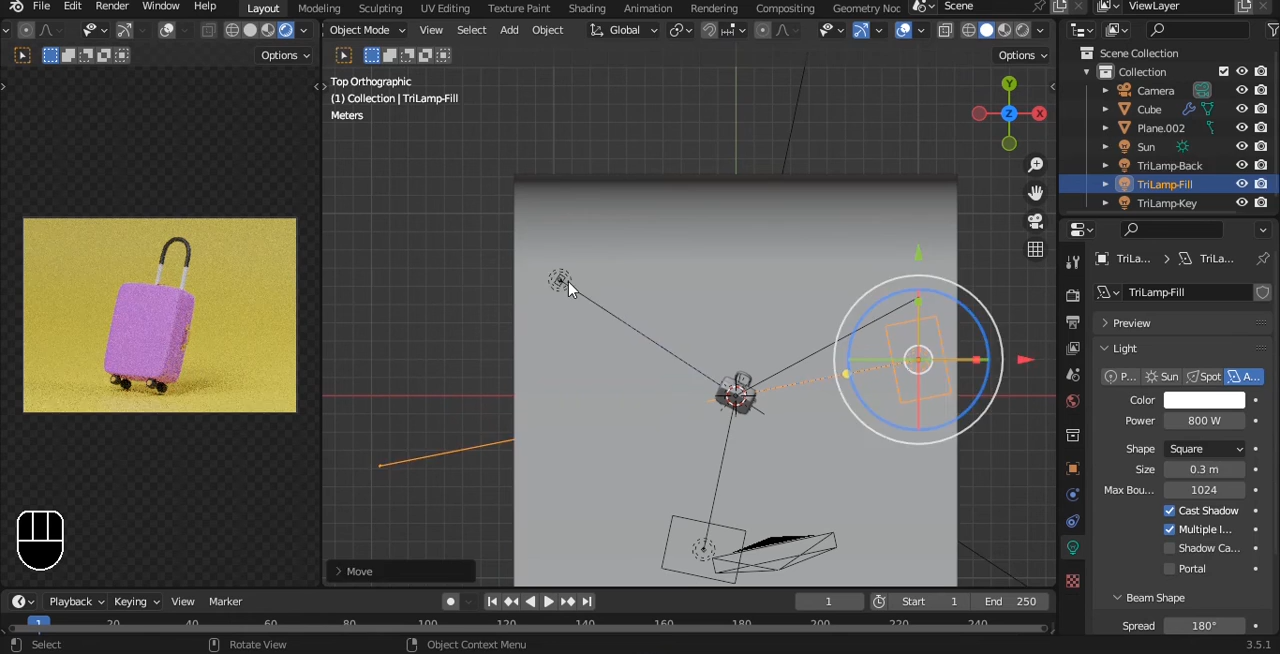 File Edit Render Window Help Layout Modeling Sculpting UV Editing Texture Paint Shading Animation Rendering Compositing Geometry Noc Scene ViewLayer
Object Mode View Select Add Object Global
Options Options
Top Orthographic
(1) Collection | TriLamp-Fill
Meters
Y
X
Z
Scene Collection
Collection
Camera
Cube
Plane.002
Sun
TriLamp-Back
TriLamp-Fill
TriLamp-Key
TriLa... TriLa...
TriLamp-Fill
Preview
Light
P... Sun Spot A...
Color
Power 800 W
Shape Square
Size 0.3 m
Max Bou... 1024
Cast Shadow
Multiple I...
Shadow Ca...
Portal
Beam Shape
Spread 180°
Move
Playback Keying View Marker 1 Start 1 End 250
1 20 40 60 80 100 120 140 160 180 200 220 240
Select Rotate View Object Context Menu 3.5.1